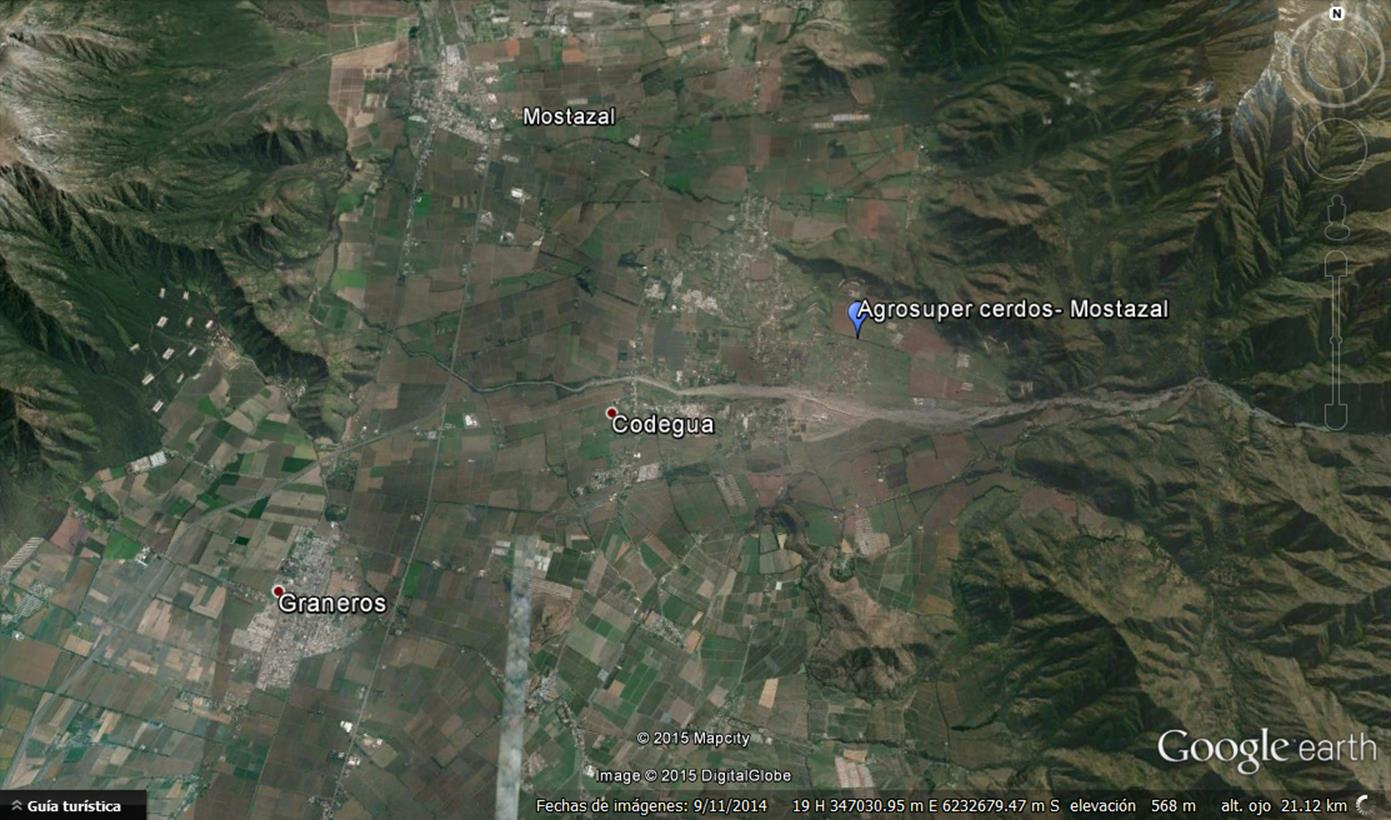 N
Mostazal
Agrosuper cerdos- Mostazal
Codegua
Graneros
© 2015 Mapcity
Google earth
Image © 2015 DigitalGlobe
Guía turística
Fechas de imágenes: 9/11/2014 19 H 347030.95 m E 6232679.47 m S elevación 568 m alt. ojo 21.12 km